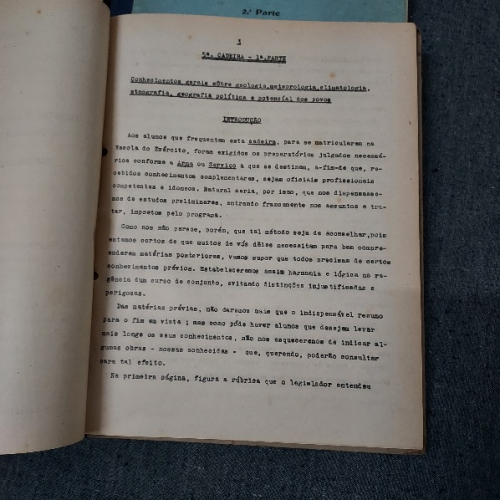 2.ª Parte
1
5ª. CADEIRA - 1ª PARTE
Conhecimentos gerais sôbre geologia, meteorologia, climatologia,
etnografia, geografia política e potencial dos povos
INTRODUÇÃO
Aos alunos que frequentam esta cadeira, para se matricularem na
Escola do Exército, foram exigidos os preparatórios julgados necessá-
rios conforme a Arma ou Serviço a que se destinam, a-fim-de que, re-
cebidos conhecimentos complementares, sejam oficiais profissionais
competentes e idoneos. Natural seria, por isso, que nos dispensasse-
mos de estudos preliminares, entrando francamente nos assuntos a tra-
tar, impostos pelo programa.
Como nos não parece, porém, que tal método seja de aconselhar, pois
estamos certos de que muitos de vós dêles necessitam para bem compre-
enderem matérias posteriores, vamos supor que todos precisam de certos
conhecimentos prévios. Estabeleceremos assim harmonia e lógica na re-
gência dum curso de conjunto, evitando distinções injustificadas e
perigosas.
Das matérias prévias, não daremos mais que o indispensável resumo
para o fim em vista; mas como póde haver alunos que desejem levar
mais longe os seus conhecimentos, não nos esqueceremos de indicar al-
gumas obras - nossas conhecidas - que, querendo, poderão consultar
para tal efeito.
Na primeira página, figura a rúbrica que o legislador entendeu